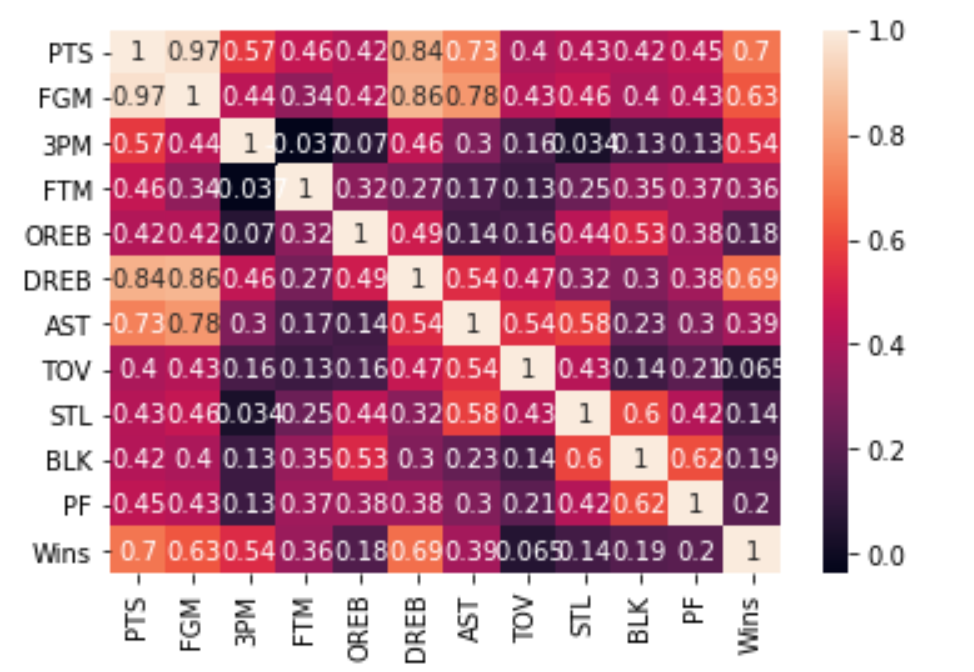 PTS 1 0.97 0.57 0.46 0.42 0.84 0.73 0.4 0.43 0.42 0.45 0.7
FGM 0.97 1 0.44 0.34 0.42 0.86 0.78 0.43 0.46 0.4 0.43 0.63
3PM 0.57 0.44 1 0.037 0.07 0.46 0.3 0.16 0.034 0.13 0.13 0.54
FTM 0.46 0.34 0.037 1 0.32 0.27 0.17 0.13 0.25 0.35 0.37 0.36
OREB 0.42 0.42 0.07 0.32 1 0.49 0.14 0.16 0.44 0.53 0.38 0.18
DREB 0.84 0.86 0.46 0.27 0.49 1 0.54 0.47 0.32 0.3 0.38 0.69
AST 0.73 0.78 0.3 0.17 0.14 0.54 1 0.54 0.58 0.23 0.3 0.39
TOV 0.4 0.43 0.16 0.13 0.16 0.47 0.54 1 0.43 0.14 0.21 0.065
STL 0.43 0.46 0.034 0.25 0.44 0.32 0.58 0.43 1 0.6 0.42 0.14
BLK 0.42 0.4 0.13 0.35 0.53 0.3 0.23 0.14 0.6 1 0.62 0.19
PF 0.45 0.43 0.13 0.37 0.38 0.38 0.3 0.21 0.42 0.62 1 0.2
Wins 0.7 0.63 0.54 0.36 0.18 0.69 0.39 0.065 0.14 0.19 0.2 1
PTS FGM 3PM FTM OREB DREB AST TOV STL BLK PF Wins
1.0
0.8
0.6
0.4
0.2
0.0